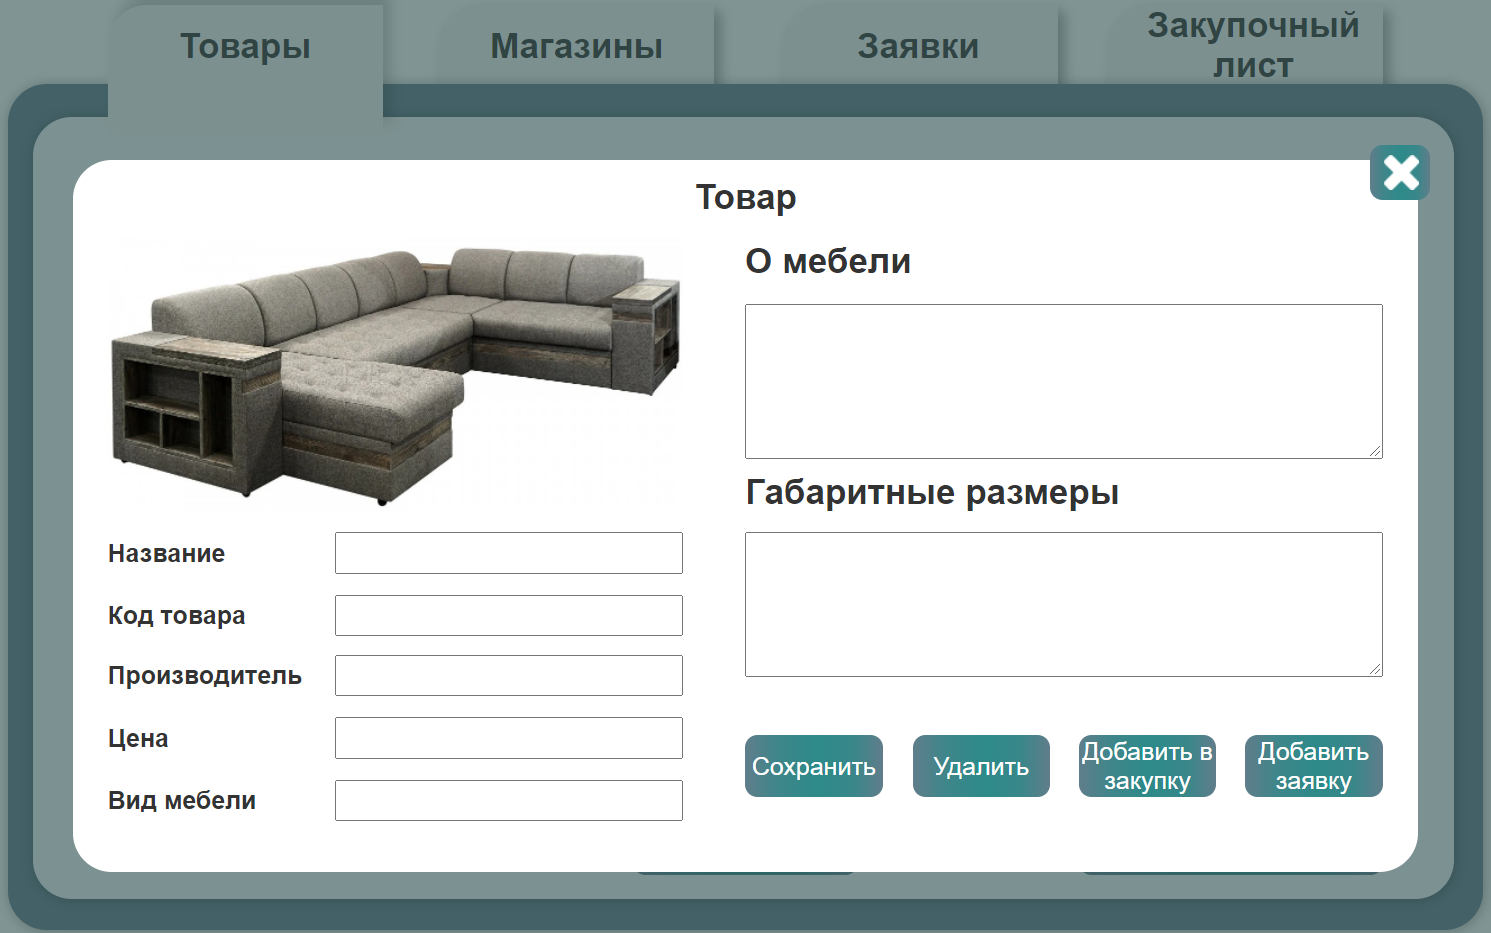 Товары
Магазины
Заявки
Закупочный
лист
Товар
О мебели
Габаритные размеры
Название
Код товара
Производитель
Цена
Вид мебели
Сохранить
Удалить
Добавить в
закупку
Добавить
заявку